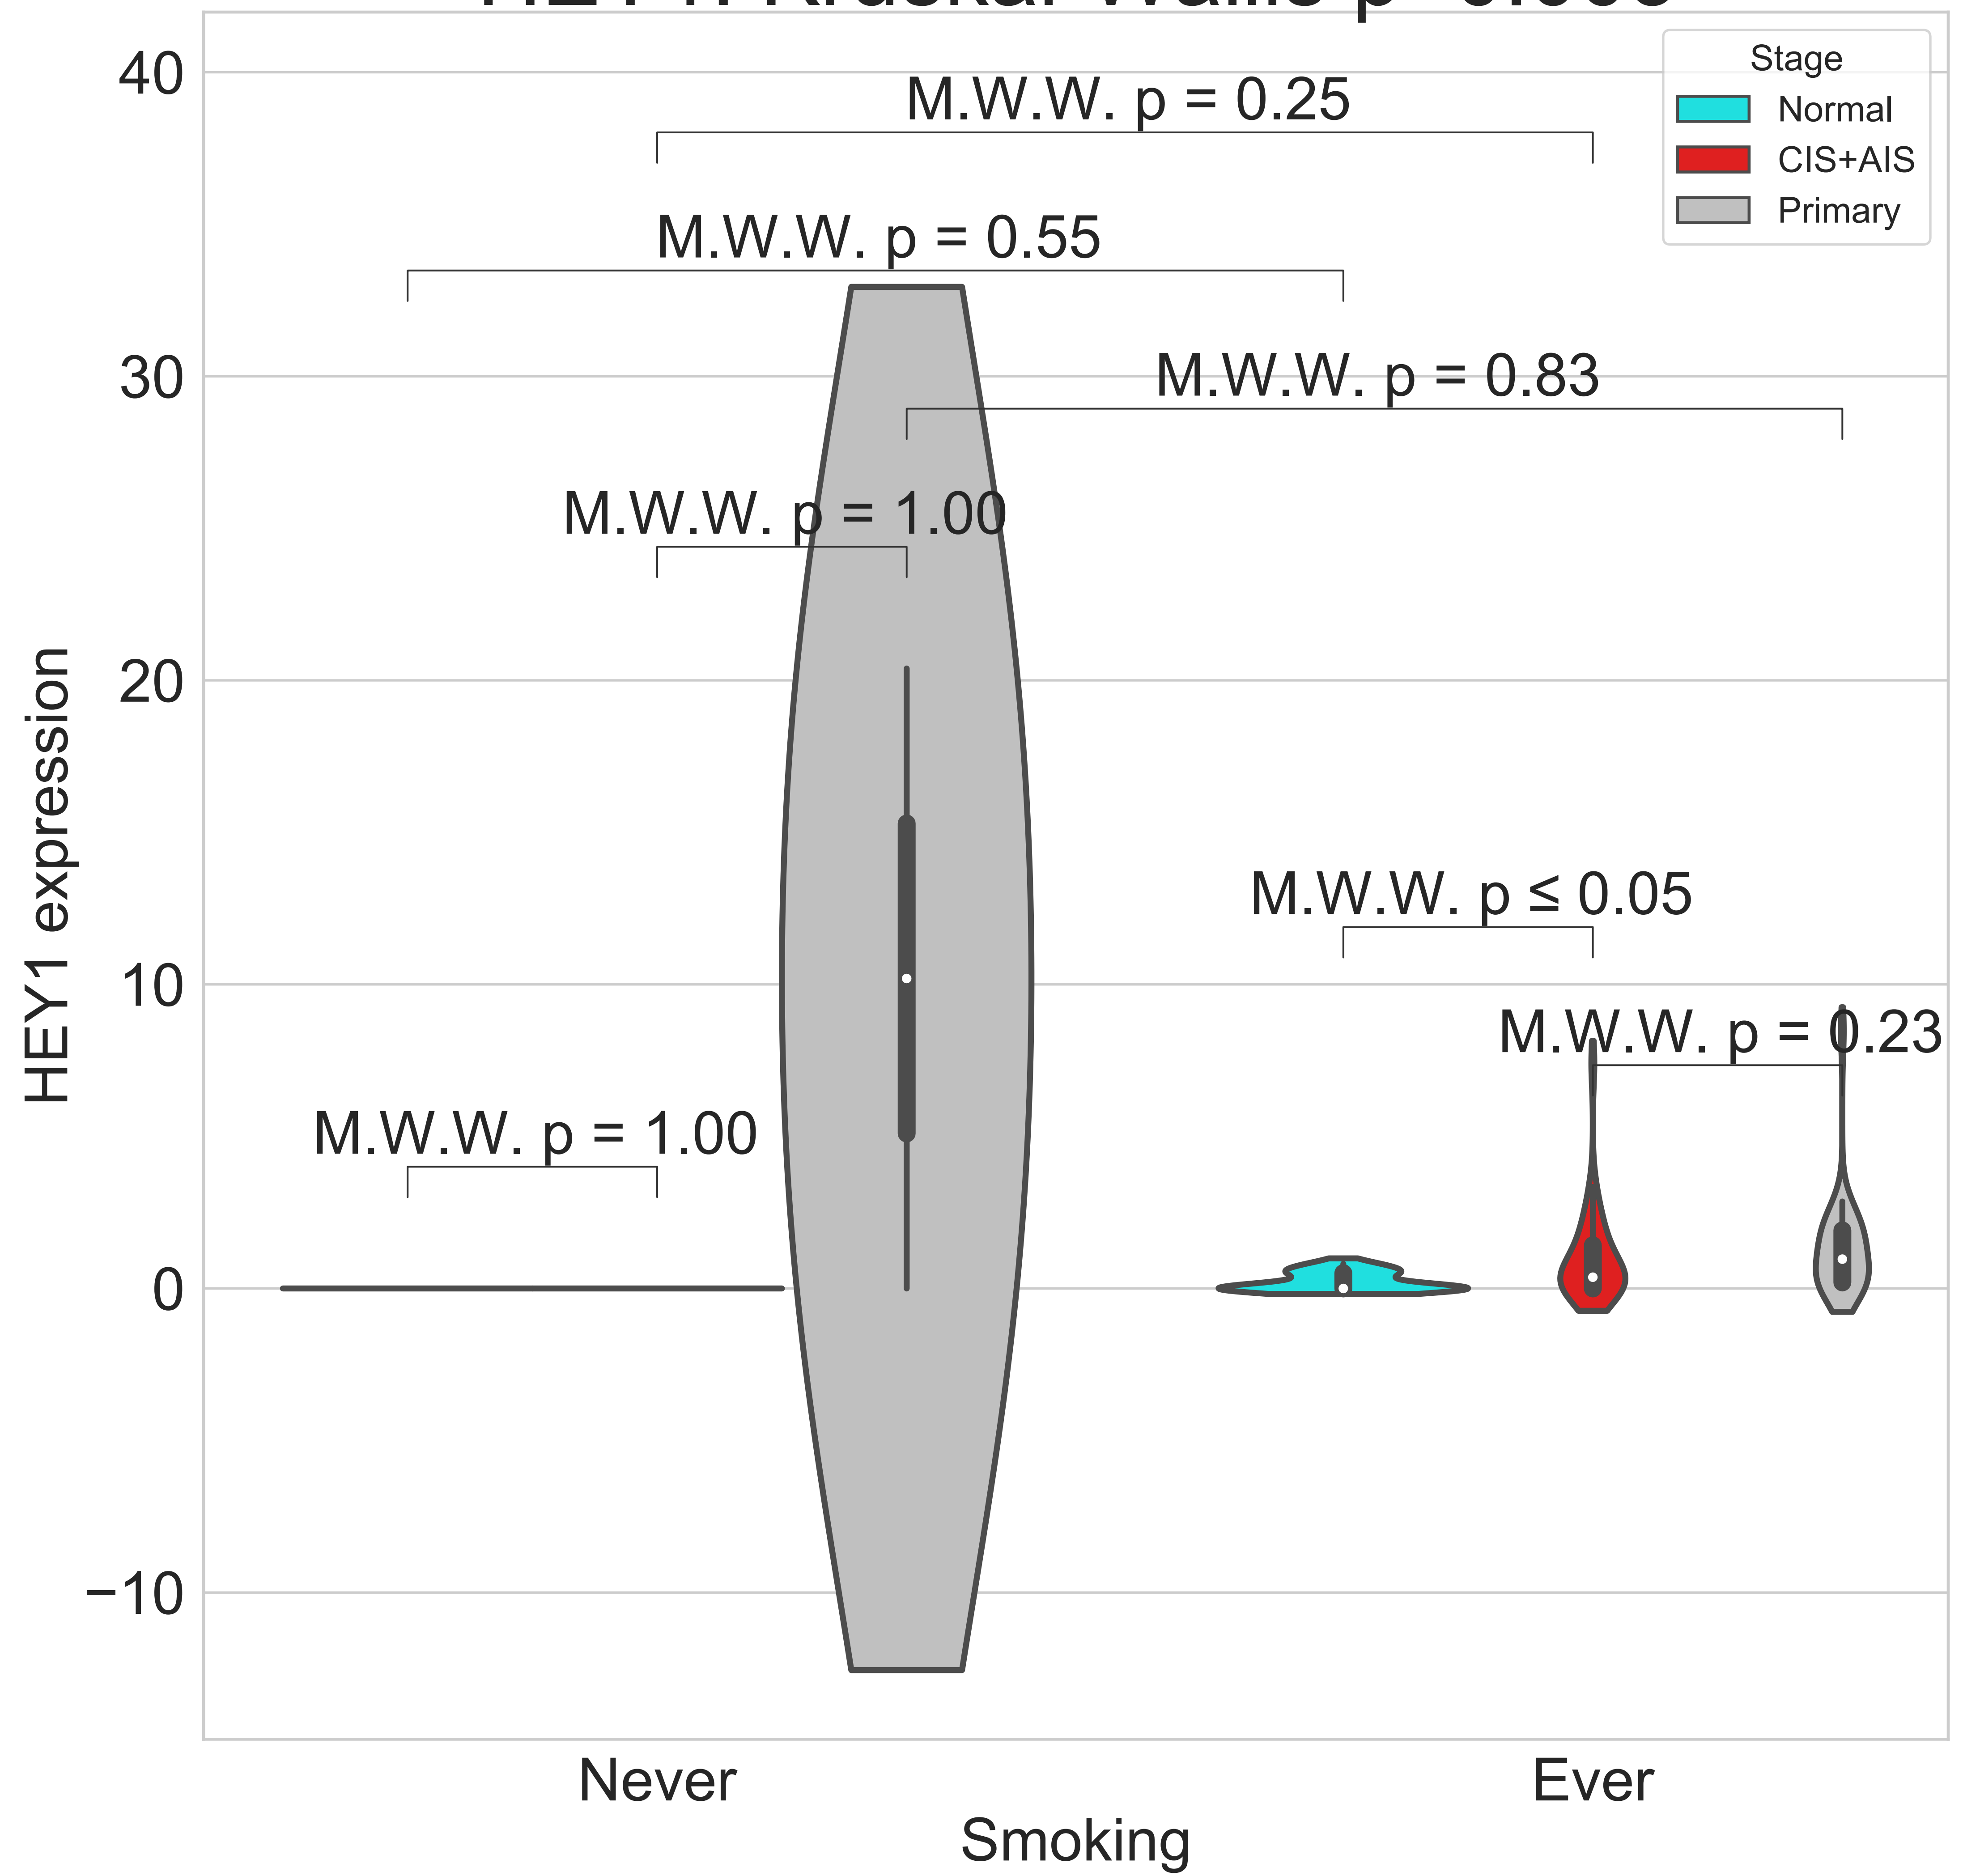 40
M.W.W. p = 0.25
Stage
Normal
CIS+AIS
Primary
M.W.W. p = 0.55
30
M.W.W. p = 0.83
M.W.W. p = 1.00
20
HEY1 expression
M.W.W. p ≤ 0.05
10
M.W.W. p = 0.23
M.W.W. p = 1.00
0
−10
Never
Ever
Smoking